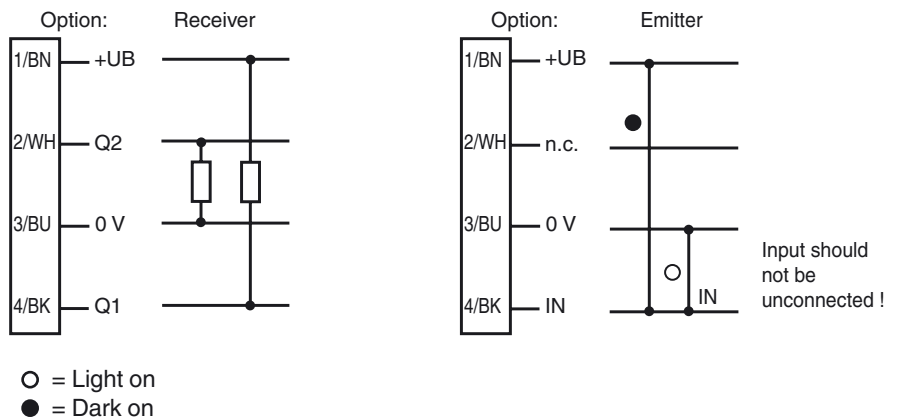 Option: Receiver
1/BN +UB
2/WH Q2
3/BU 0 V
4/BK Q1
Option: Emitter
1/BN +UB
2/WH n.c.
3/BU 0 V
4/BK IN
IN
Input should
not be
unconnected !
= Light on
= Dark on